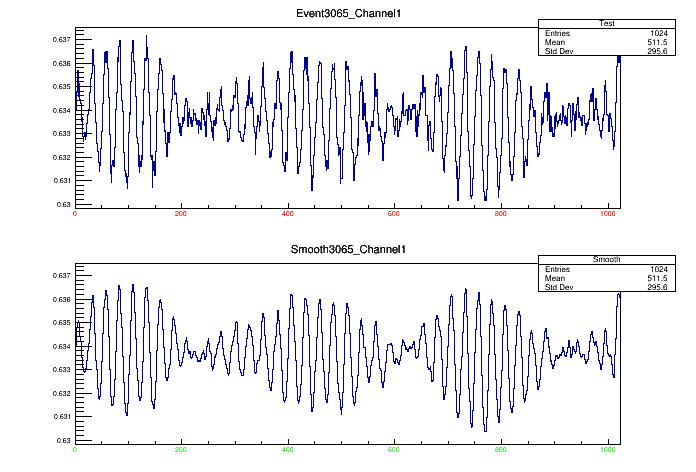 Event3065_Channel1
Test
Entries 1024
Mean 511.5
Std Dev 295.6
0.637
0.636
0.635
0.634
0.633
0.632
0.631
0.63
0 200 400 600 800 1000
Smooth3065_Channel1
Smooth
Entries 1024
Mean 511.5
Std Dev 295.6
0.637
0.636
0.635
0.634
0.633
0.632
0.631
0.63
0 200 400 600 800 1000